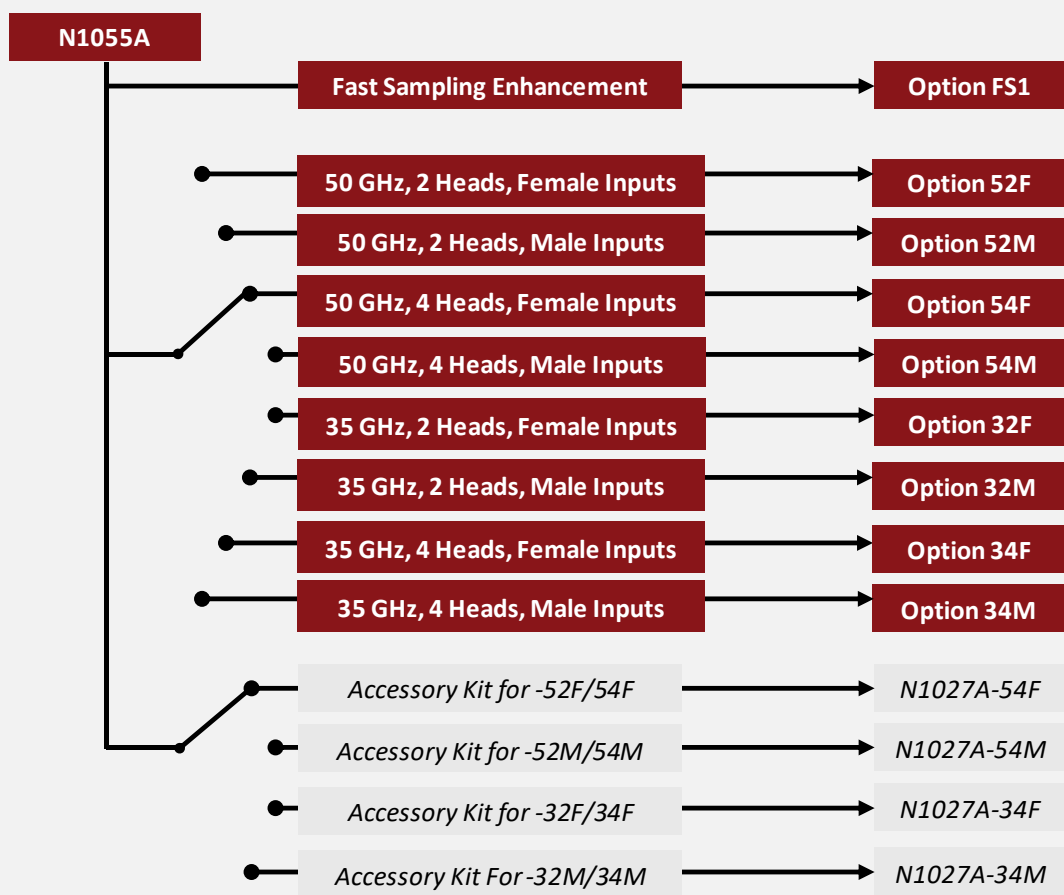 N1055A
Fast Sampling Enhancement Option FS1
50 GHz, 2 Heads, Female Inputs Option 52F
50 GHz, 2 Heads, Male Inputs Option 52M
50 GHz, 4 Heads, Female Inputs Option 54F
50 GHz, 4 Heads, Male Inputs Option 54M
35 GHz, 2 Heads, Female Inputs Option 32F
35 GHz, 2 Heads, Male Inputs Option 32M
35 GHz, 4 Heads, Female Inputs Option 34F
35 GHz, 4 Heads, Male Inputs Option 34M
Accessory Kit for -52F/54F N1027A-54F
Accessory Kit for -52M/54M N1027A-54M
Accessory Kit for -32F/34F N1027A-34F
Accessory Kit For -32M/34M N1027A-34M